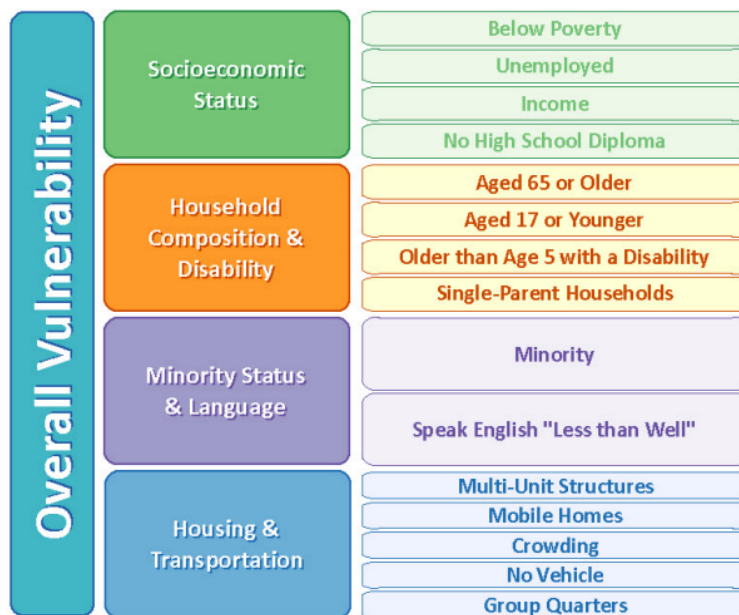 Overall Vulnerability
Socioeconomic
Status
Below Poverty
Unemployed
Income
No High School Diploma
Household
Composition &
Disability
Aged 65 or Older
Aged 17 or Younger
Older than Age 5 with a Disability
Single-Parent Households
Minority Status
& Language
Minority
Speak English "Less than Well"
Housing &
Transportation
Multi-Unit Structures
Mobile Homes
Crowding
No Vehicle
Group Quarters